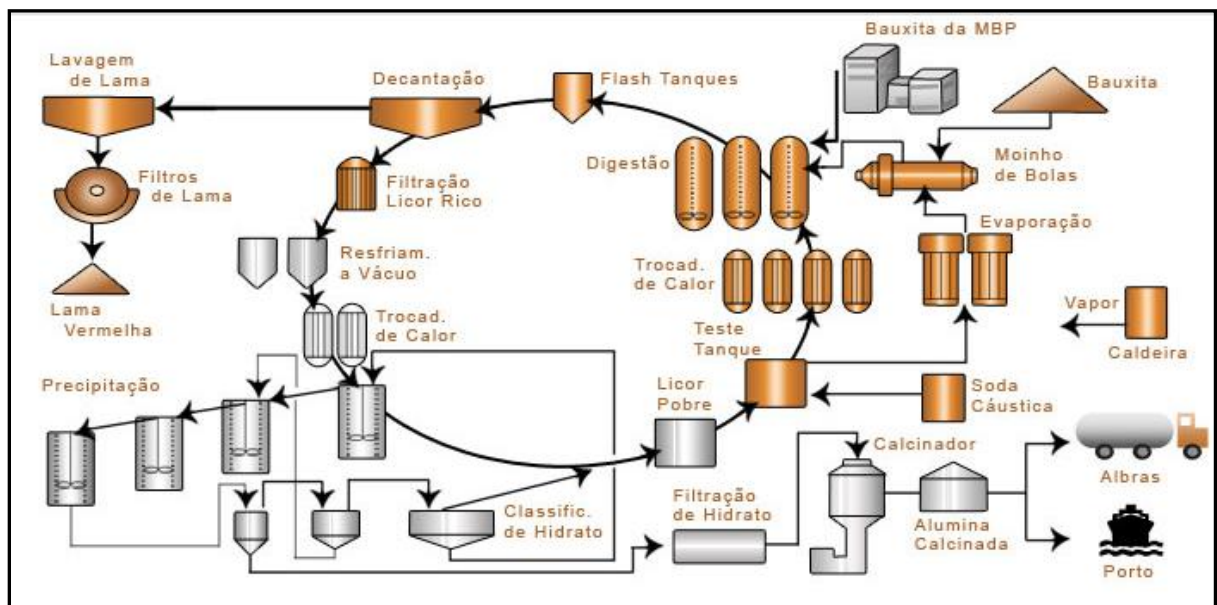 Bauxita da MBP
Lavagem
de Lama
Decantação
Flash Tanques
Bauxita
Digestão
Moinho
de Bolas
Filtros
de Lama
Filtração
Licor Rico
Evaporação
Resfriam.
a Vácuo
Trocad.
de Calor
Lama
Vermelha
Vapor
Trocad.
de Calor
Teste
Tanque
Caldeira
Precipitação
Licor
Pobre
Soda
Cáustica
Calcinador
Albras
Classific.
de Hidrato
Filtração
de Hidrato
Alumina
Calcinada
Porto